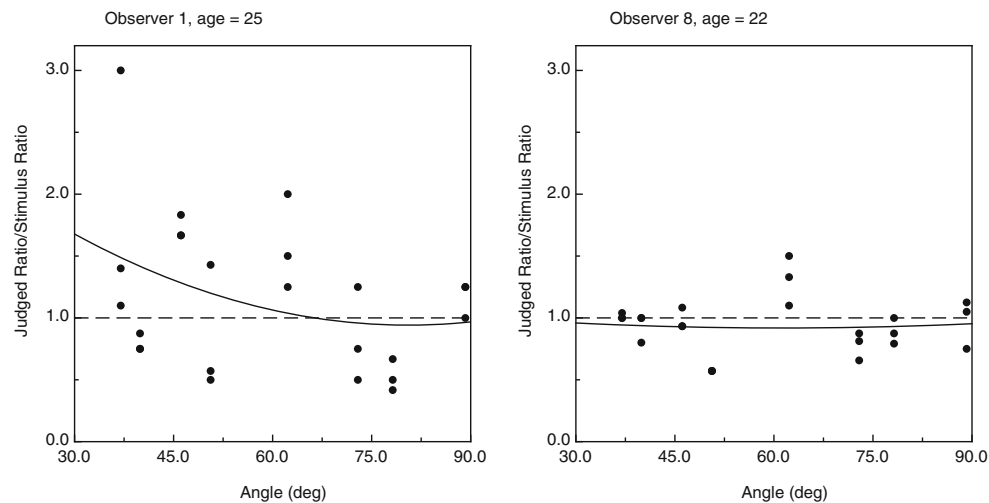 Observer 1, age = 25
Judged Ratio/Stimulus Ratio
3.0
2.0
1.0
0.0
30.0 45.0 60.0 75.0 90.0
Angle (deg)
Observer 8, age = 22
Judged Ratio/Stimulus Ratio
3.0
2.0
1.0
0.0
30.0 45.0 60.0 75.0 90.0
Angle (deg)